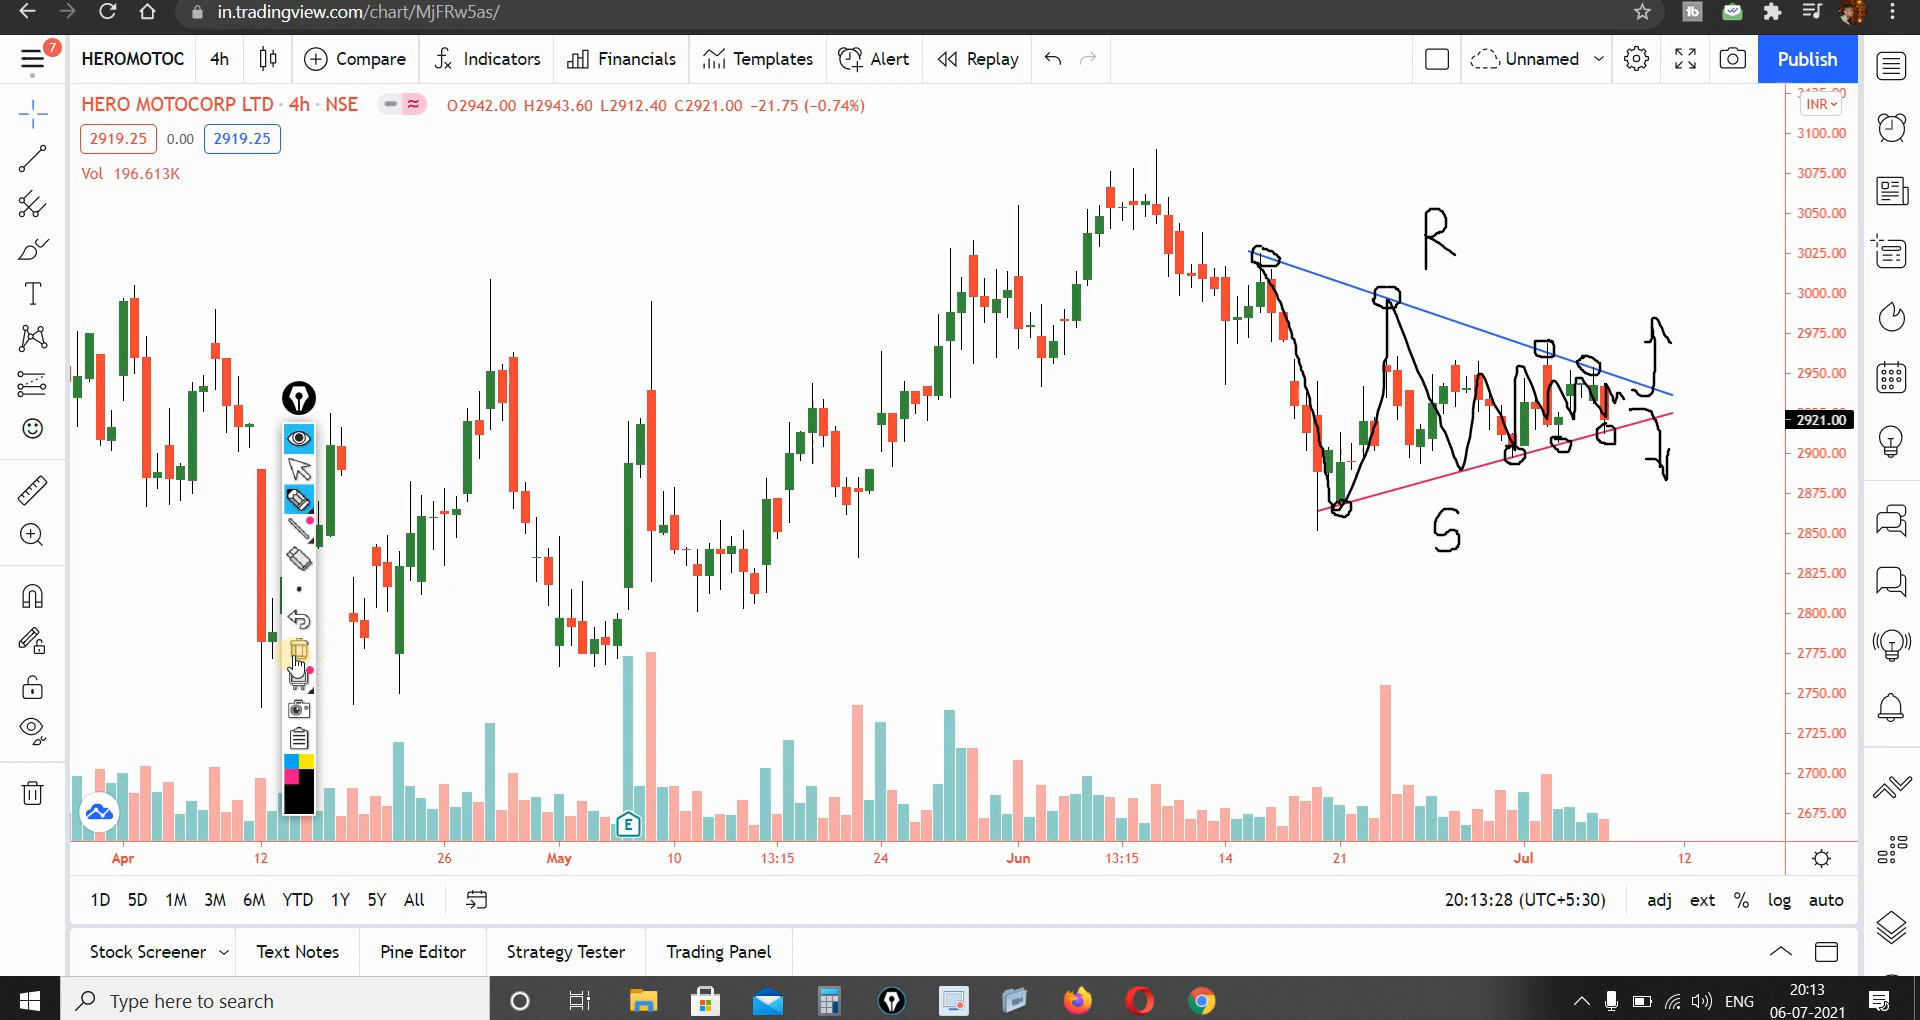 in.tradingview.com/chart/MjFRw5as/
7
HEROMOTOC 4h Compare Indicators Financials Templates Alert Replay Unnamed Publish
HERO MOTOCORP LTD · 4h · NSE O2942.00 H2943.60 L2912.40 C2921.00 −21.75 (−0.74%)
INR
2919.25 0.00 2919.25
Vol 196.613K
3100.00
3075.00
3050.00
3025.00
3000.00
2975.00
2950.00
2921.00
2900.00
2875.00
2850.00
2825.00
2800.00
2775.00
2750.00
2725.00
2700.00
2675.00
R
S
E
Apr 12 26 May 10 13:15 24 Jun 13:15 14 21 Jul 12
1D 5D 1M 3M 6M YTD 1Y 5Y All 20:13:28 (UTC+5:30) adj ext % log auto
Stock Screener Text Notes Pine Editor Strategy Tester Trading Panel
Type here to search ENG 20:13
06-07-2021